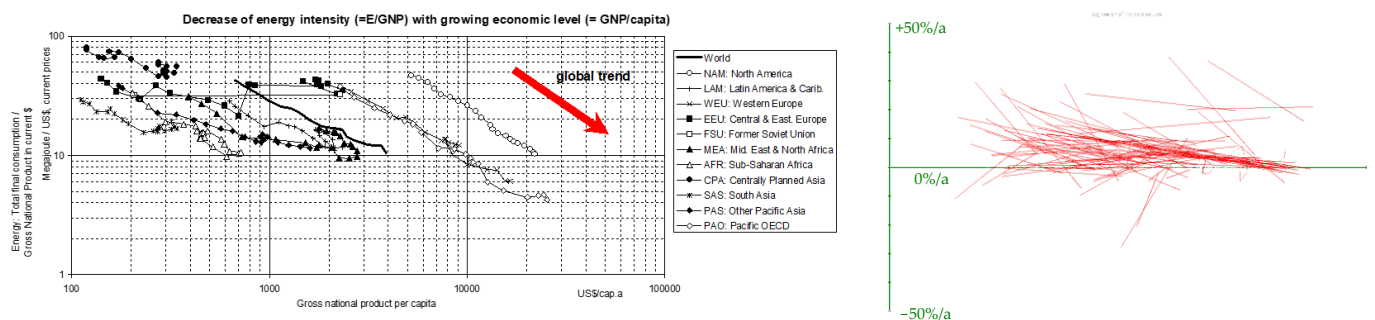 Decrease of energy intensity (=E/GNP) with growing economic level (= GNP/capita)
Energy: Total final consumption /
Gross National Product in current $
Megajoule / US$, current prices
100
10
1
global trend
100
1000
10000
100000
US$/cap.a
Gross national product per capita
World
NAM: North America
LAM: Latin America & Carib.
WEU: Western Europe
EEU: Central & East. Europe
FSU: Former Soviet Union
MEA: Mid. East & North Africa
AFR: Sub-Saharan Africa
CPA: Centrally Planned Asia
SAS: South Asia
PAS: Other Pacific Asia
PAO: Pacific OECD
+50%/a
0%/a
−50%/a